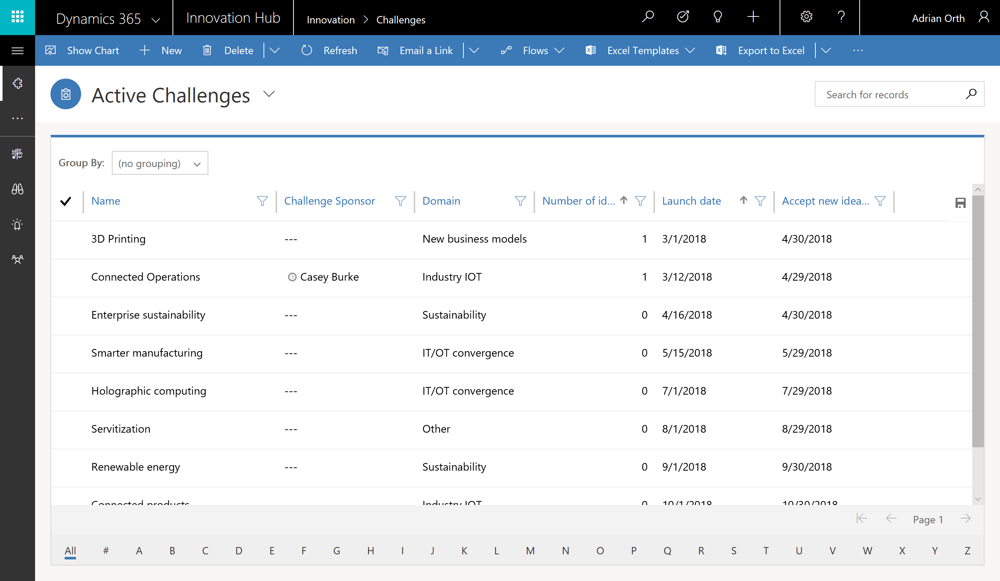 Dynamics 365 Innovation Hub Innovation > Challenges ? Adrian Orth
Show Chart New Delete Refresh Email a Link Flows Excel Templates Export to Excel ...
Active Challenges
Search for records
Group By: (no grouping)
Name Challenge Sponsor Domain Number of id... Launch date Accept new idea...
3D Printing --- New business models 1 3/1/2018 4/30/2018
Connected Operations Casey Burke Industry IOT 1 3/12/2018 4/29/2018
Enterprise sustainability --- Sustainability 0 4/16/2018 4/30/2018
Smarter manufacturing --- IT/OT convergence 0 5/15/2018 5/29/2018
Holographic computing --- IT/OT convergence 0 7/1/2018 7/29/2018
Servitization --- Other 0 8/1/2018 8/29/2018
Renewable energy --- Sustainability 0 9/1/2018 9/30/2018
Connected products Industry IOT 0 10/1/2018 10/30/2018
Page 1
All # A B C D E F G H I J K L M N O P Q R S T U V W X Y Z